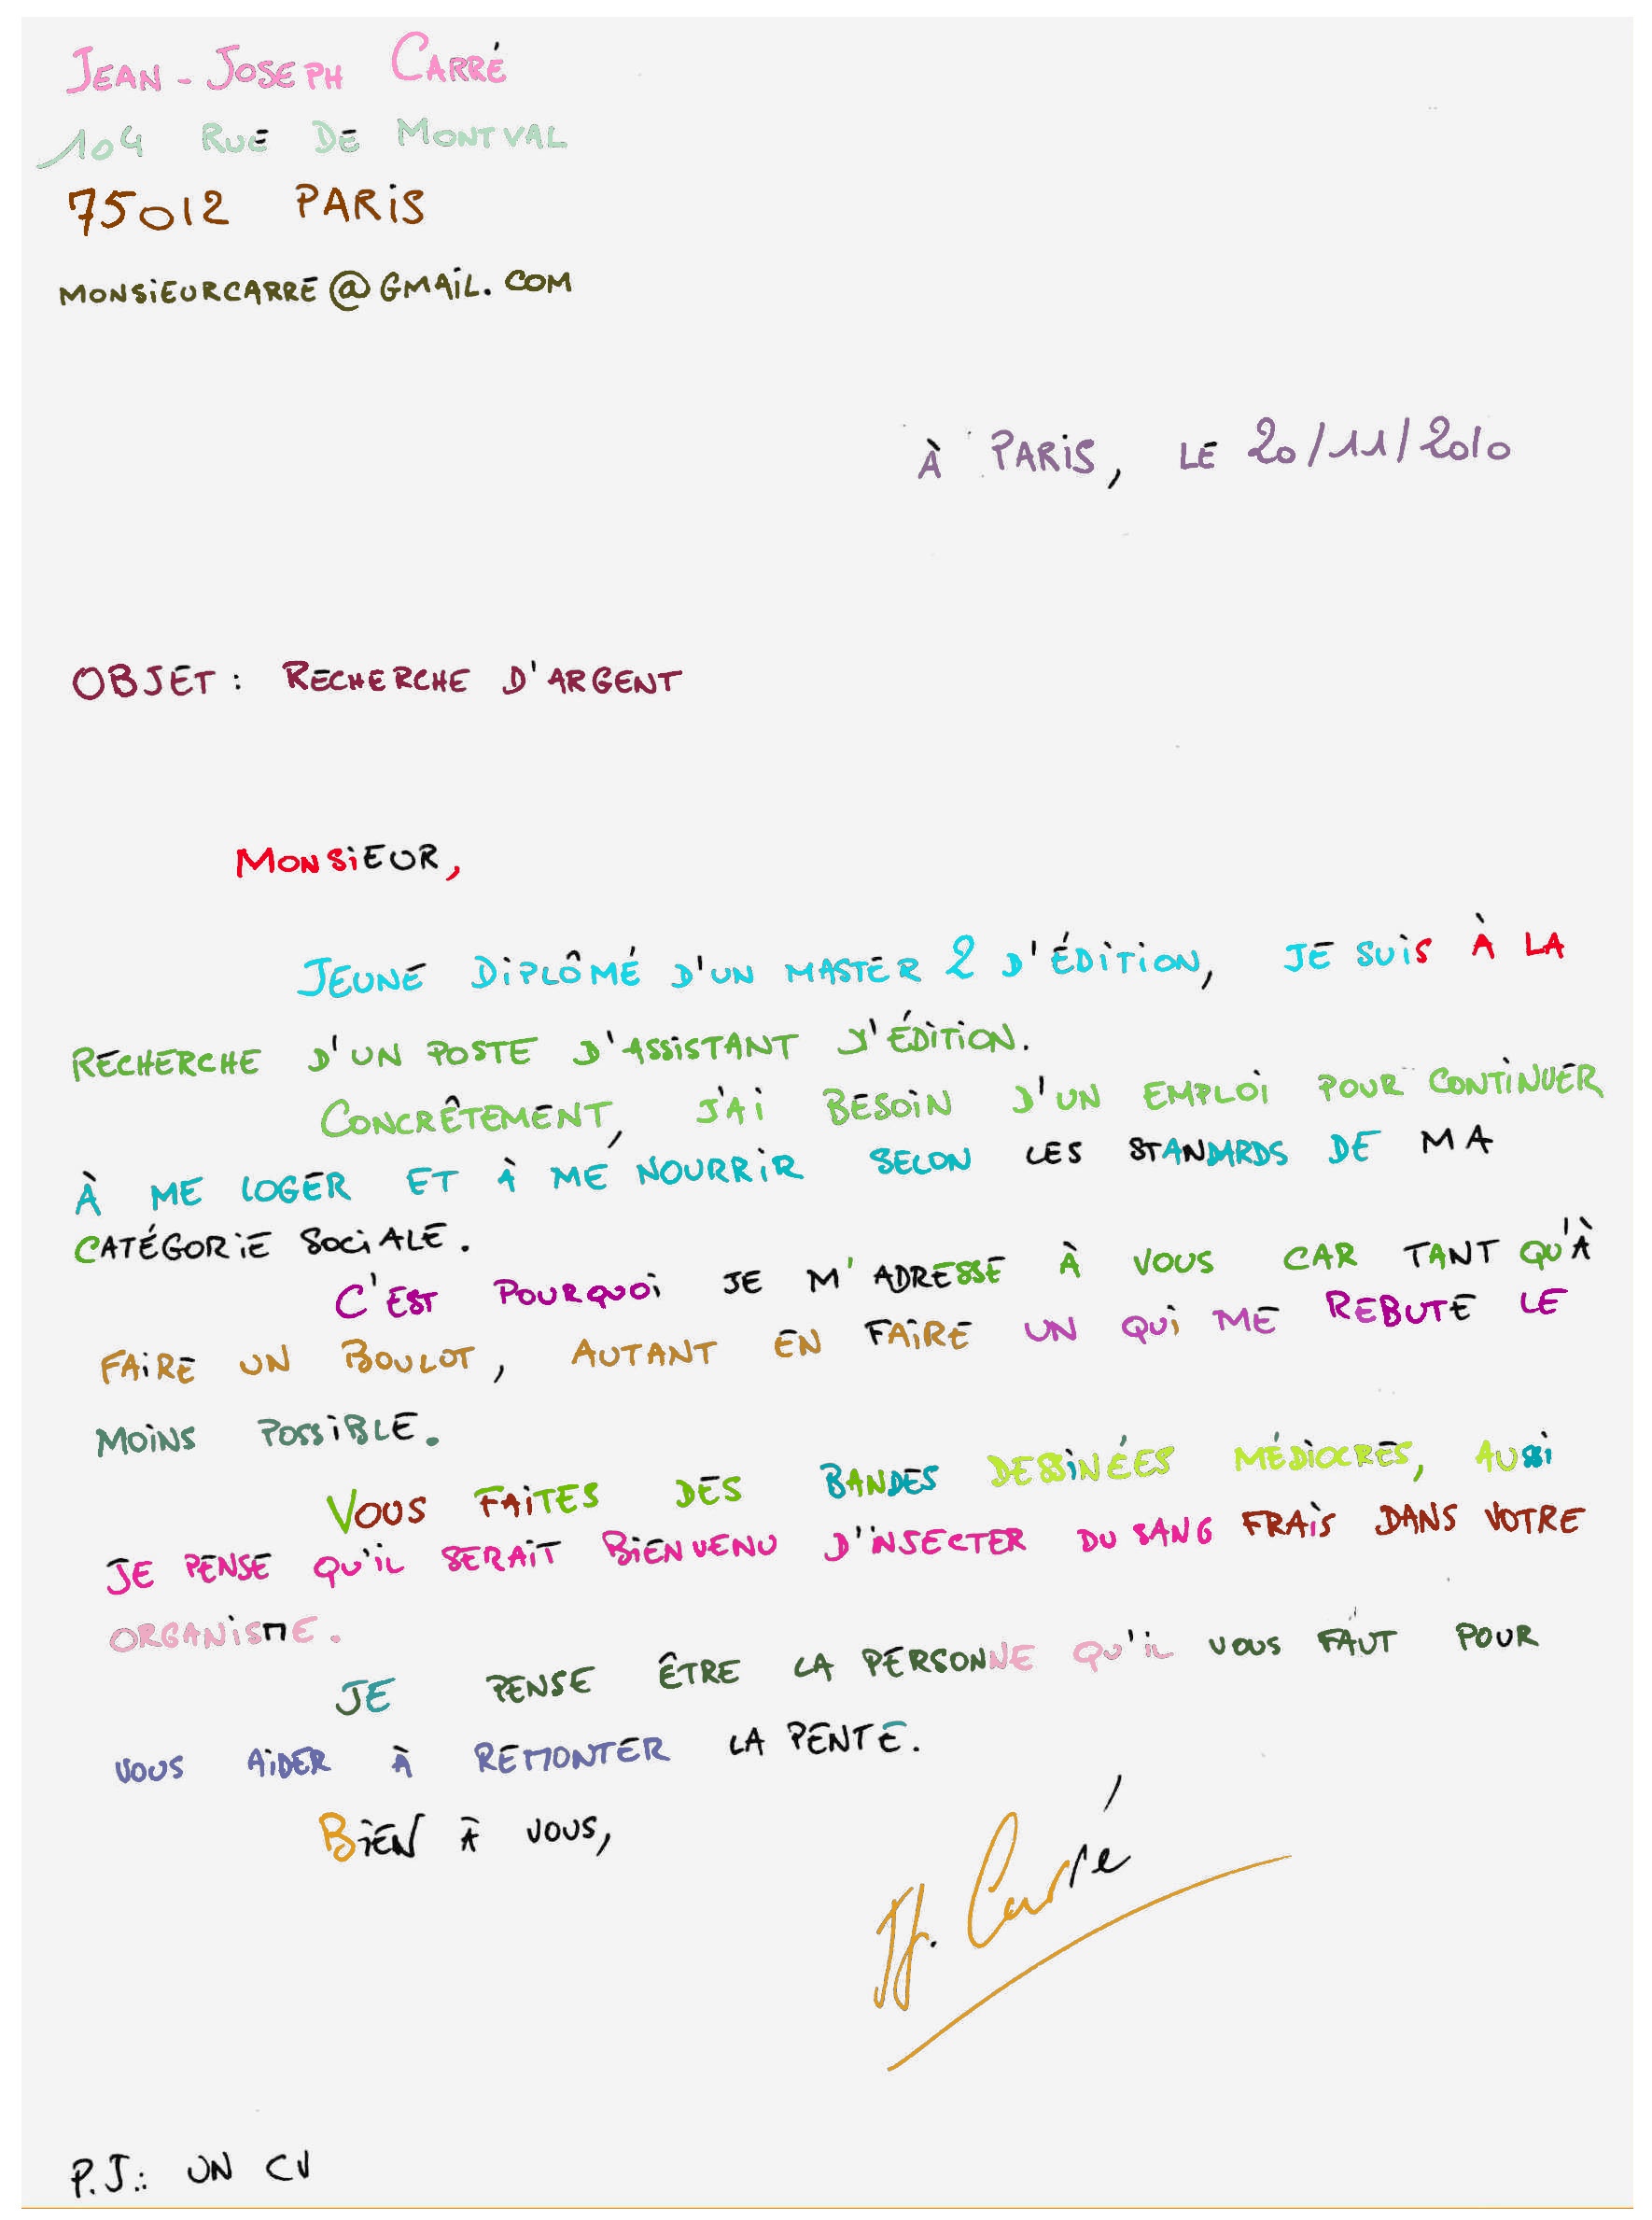 Jean-Joseph Carré
104 rue de Montval
75012 Paris
monsieurcarre@gmail.com
À Paris, le 20/11/2010
Objet : Recherche d'argent
Monsieur,
Jeune diplômé d'un master 2 d'édition, je suis à la
recherche d'un poste d'assistant d'édition.
Concrêtement, j'ai besoin d'un emploi pour continuer
à me loger et à me nourrir selon les standards de ma
catégorie sociale.
C'est pourquoi je m'adresse à vous car tant qu'à
faire un boulot, autant en faire un qui me rebute le
moins possible.
Vous faites des bandes dessinées médiocres, aussi
je pense qu'il serait bienvenu d'insecter du sang frais dans votre
organisme.
Je pense être la personne qu'il vous faut pour
vous aider à remonter la pente.
Bien à vous,
JJ. Carré
P.J.: un CV